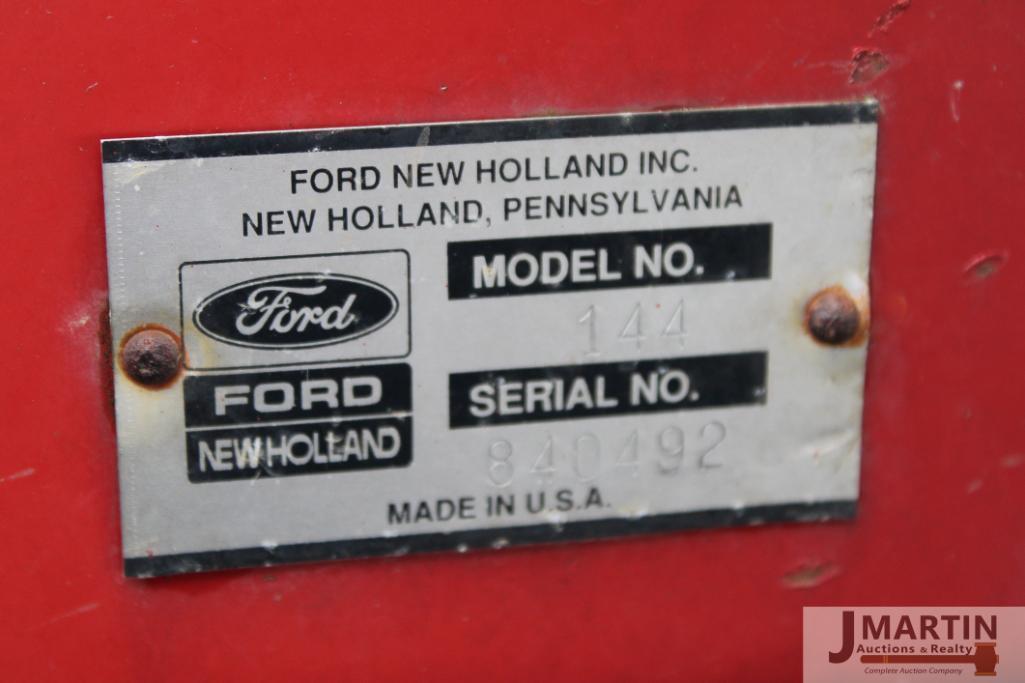 FORD NEW HOLLAND INC.
NEW HOLLAND, PENNSYLVANIA
Ford
FORD
NEW HOLLAND
MODEL NO.
144
SERIAL NO.
840492
MADE IN U.S.A.
J MARTIN
Auctions & Realty
Complete Auction Company